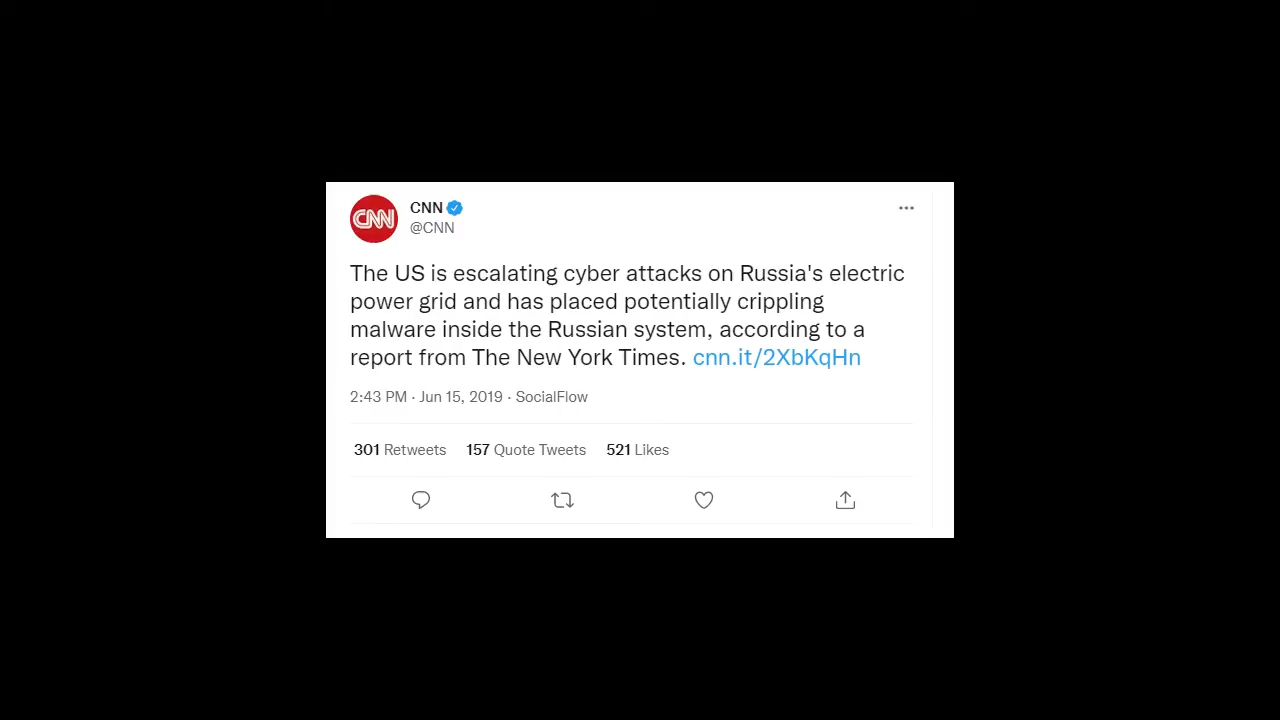 CNN
CNN
@CNN
The US is escalating cyber attacks on Russia's electric
power grid and has placed potentially crippling
malware inside the Russian system, according to a
report from The New York Times. cnn.it/2XbKqHn
2:43 PM · Jun 15, 2019 · SocialFlow
301 Retweets 157 Quote Tweets 521 Likes